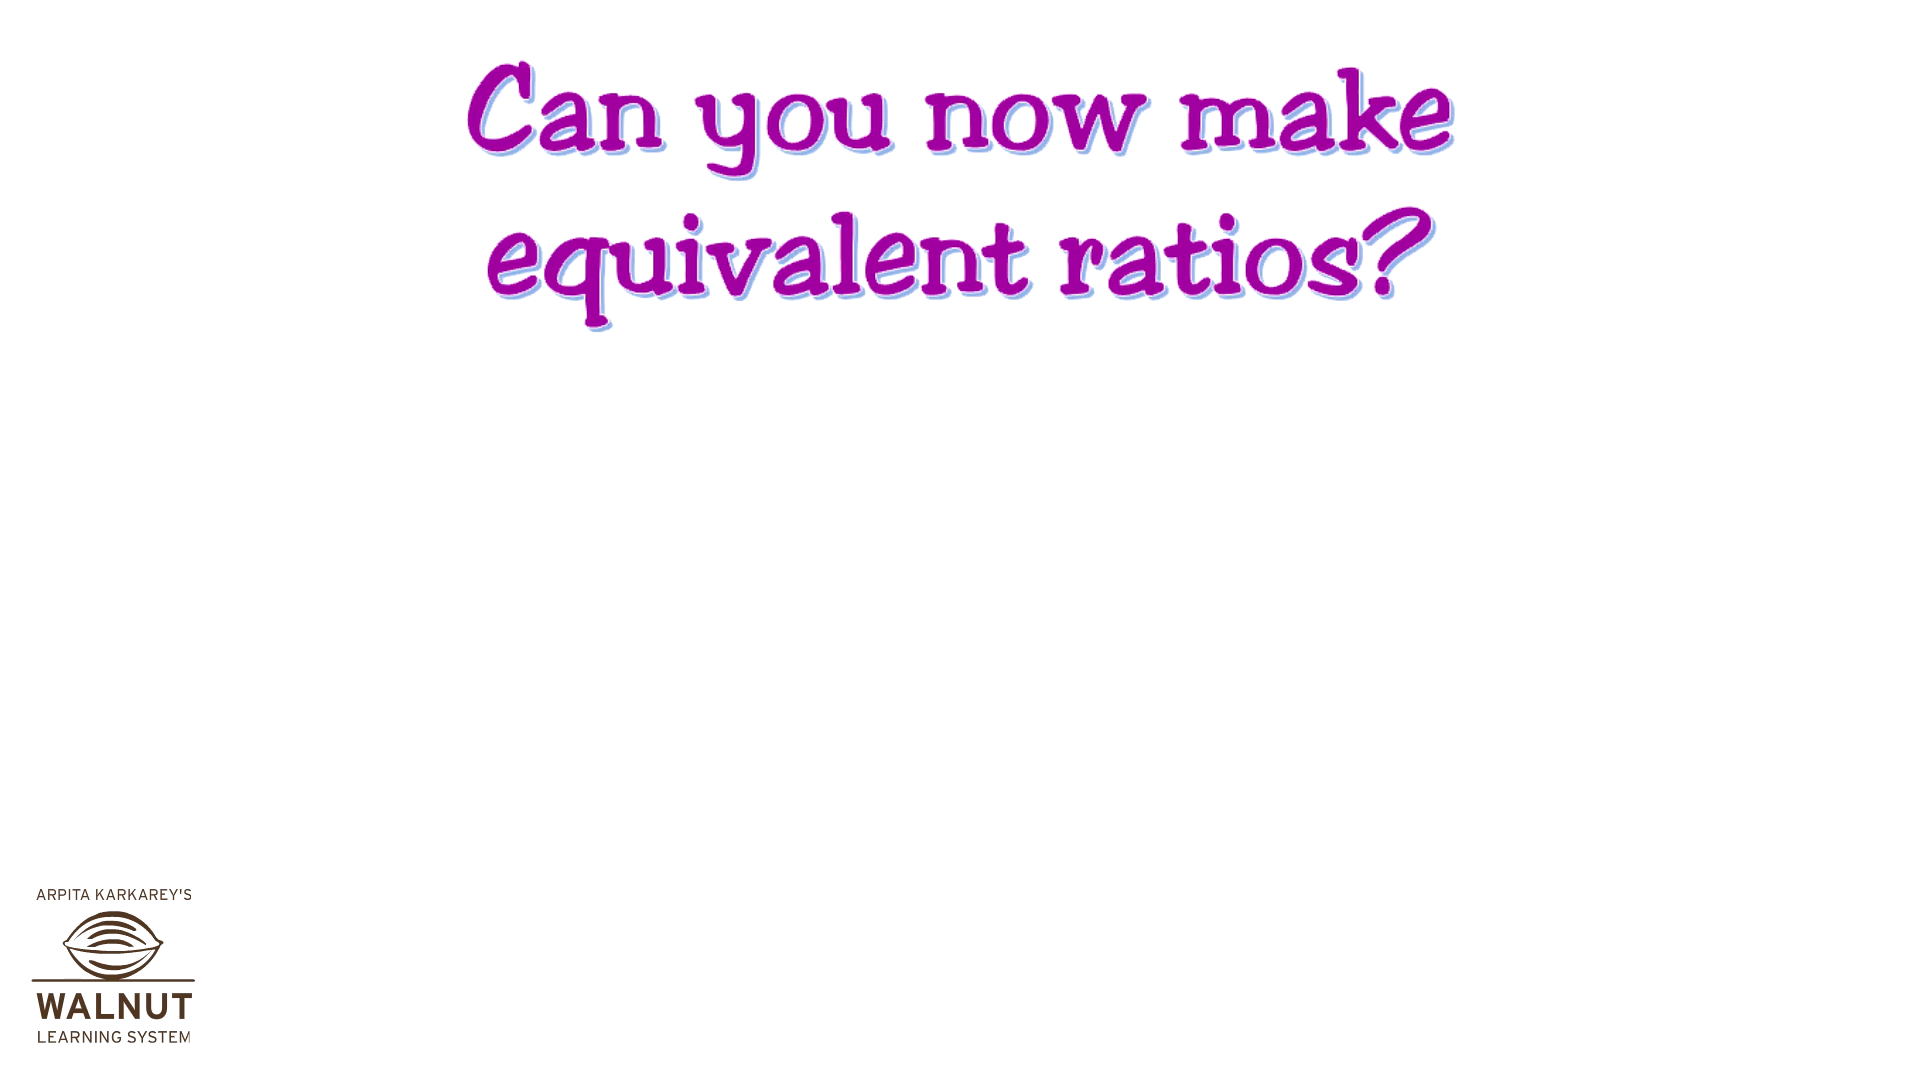 Can you now make
equivalent ratios?
ARPITA KARKAREY'S
WALNUT
LEARNING SYSTEM